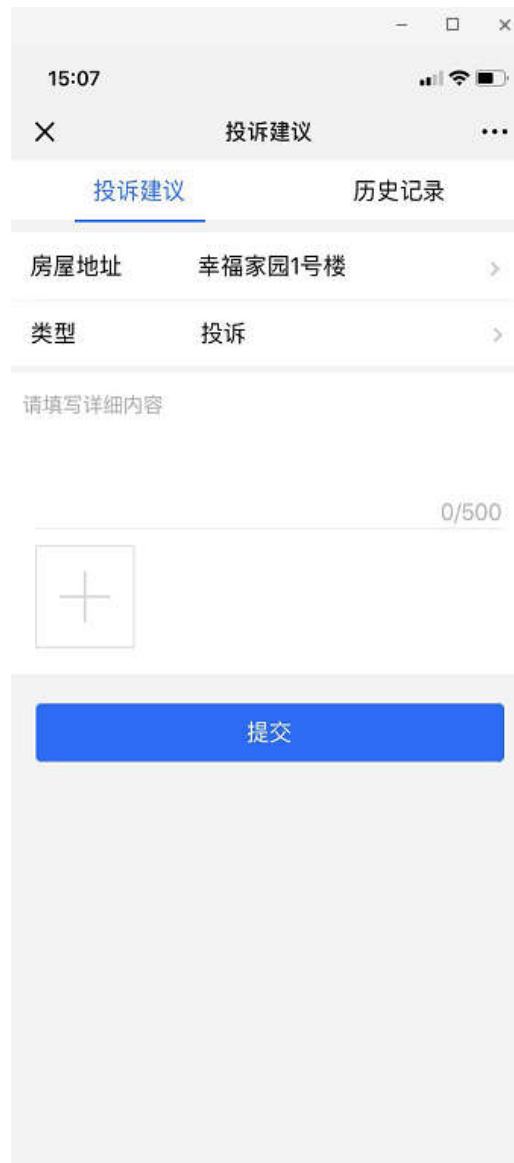 15:07
投诉建议
投诉建议 历史记录
房屋地址 幸福家园1号楼
类型 投诉
请填写详细内容
0/500
提交